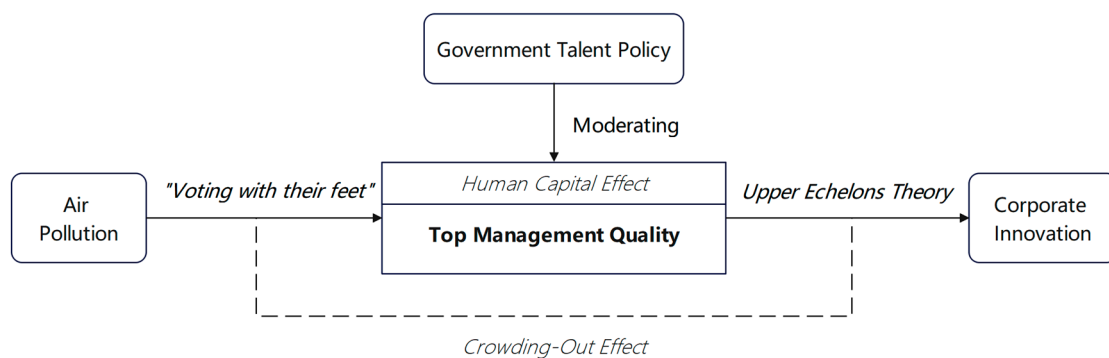 Government Talent Policy
Moderating
"Voting with their feet"
Human Capital Effect
Upper Echelons Theory
Air
Pollution
Top Management Quality
Corporate
Innovation
Crowding-Out Effect